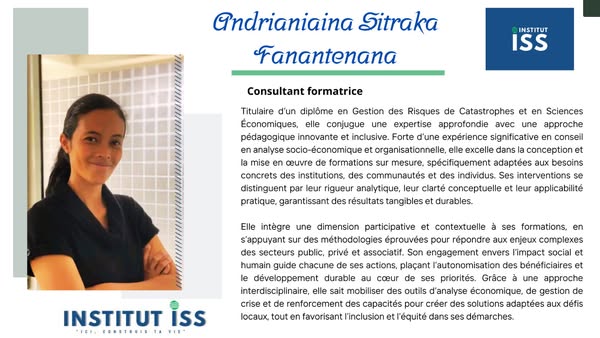 Andrianiaina Sitraka
Fanantenana
INSTITUT
ISS
Consultant formatrice
Titulaire d'un diplôme en Gestion des Risques de Catastrophes et en Sciences
Économiques, elle conjugue une expertise approfondie avec une approche
pédagogique innovante et inclusive. Forte d'une expérience significative en conseil
en analyse socio-économique et organisationnelle, elle excelle dans la conception et
la mise en œuvre de formations sur mesure, spécifiquement adaptées aux besoins
concrets des institutions, des communautés et des individus. Ses interventions se
distinguent par leur rigueur analytique, leur clarté conceptuelle et leur applicabilité
pratique, garantissant des résultats tangibles et durables.
Elle intègre une dimension participative et contextuelle à ses formations, en
s'appuyant sur des méthodologies éprouvées pour répondre aux enjeux complexes
des secteurs public, privé et associatif. Son engagement envers l'impact social et
humain guide chacune de ses actions, plaçant l'autonomisation des bénéficiaires et
le développement durable au cœur de ses priorités. Grâce à une approche
interdisciplinaire, elle sait mobiliser des outils d'analyse économique, de gestion de
crise et de renforcement des capacités pour créer des solutions adaptées aux défis
locaux, tout en favorisant l'inclusion et l'équité dans ses démarches.
INSTITUT ISS
"ICI, CONSTRUIS TA VIE"